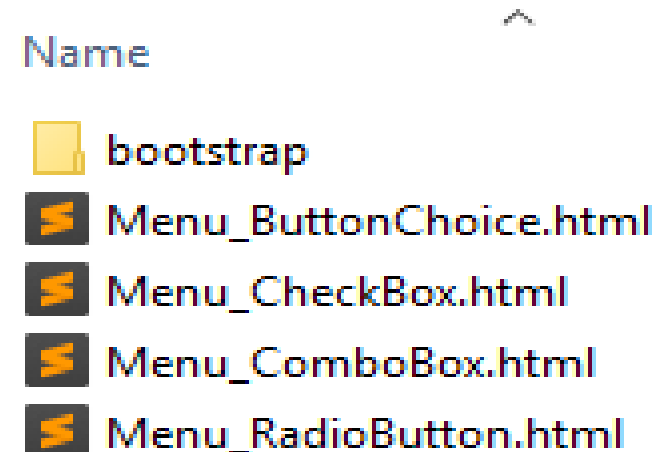 Name
bootstrap
Menu_ButtonChoice.html
Menu_CheckBox.html
Menu_ComboBox.html
Menu_RadioButton.html